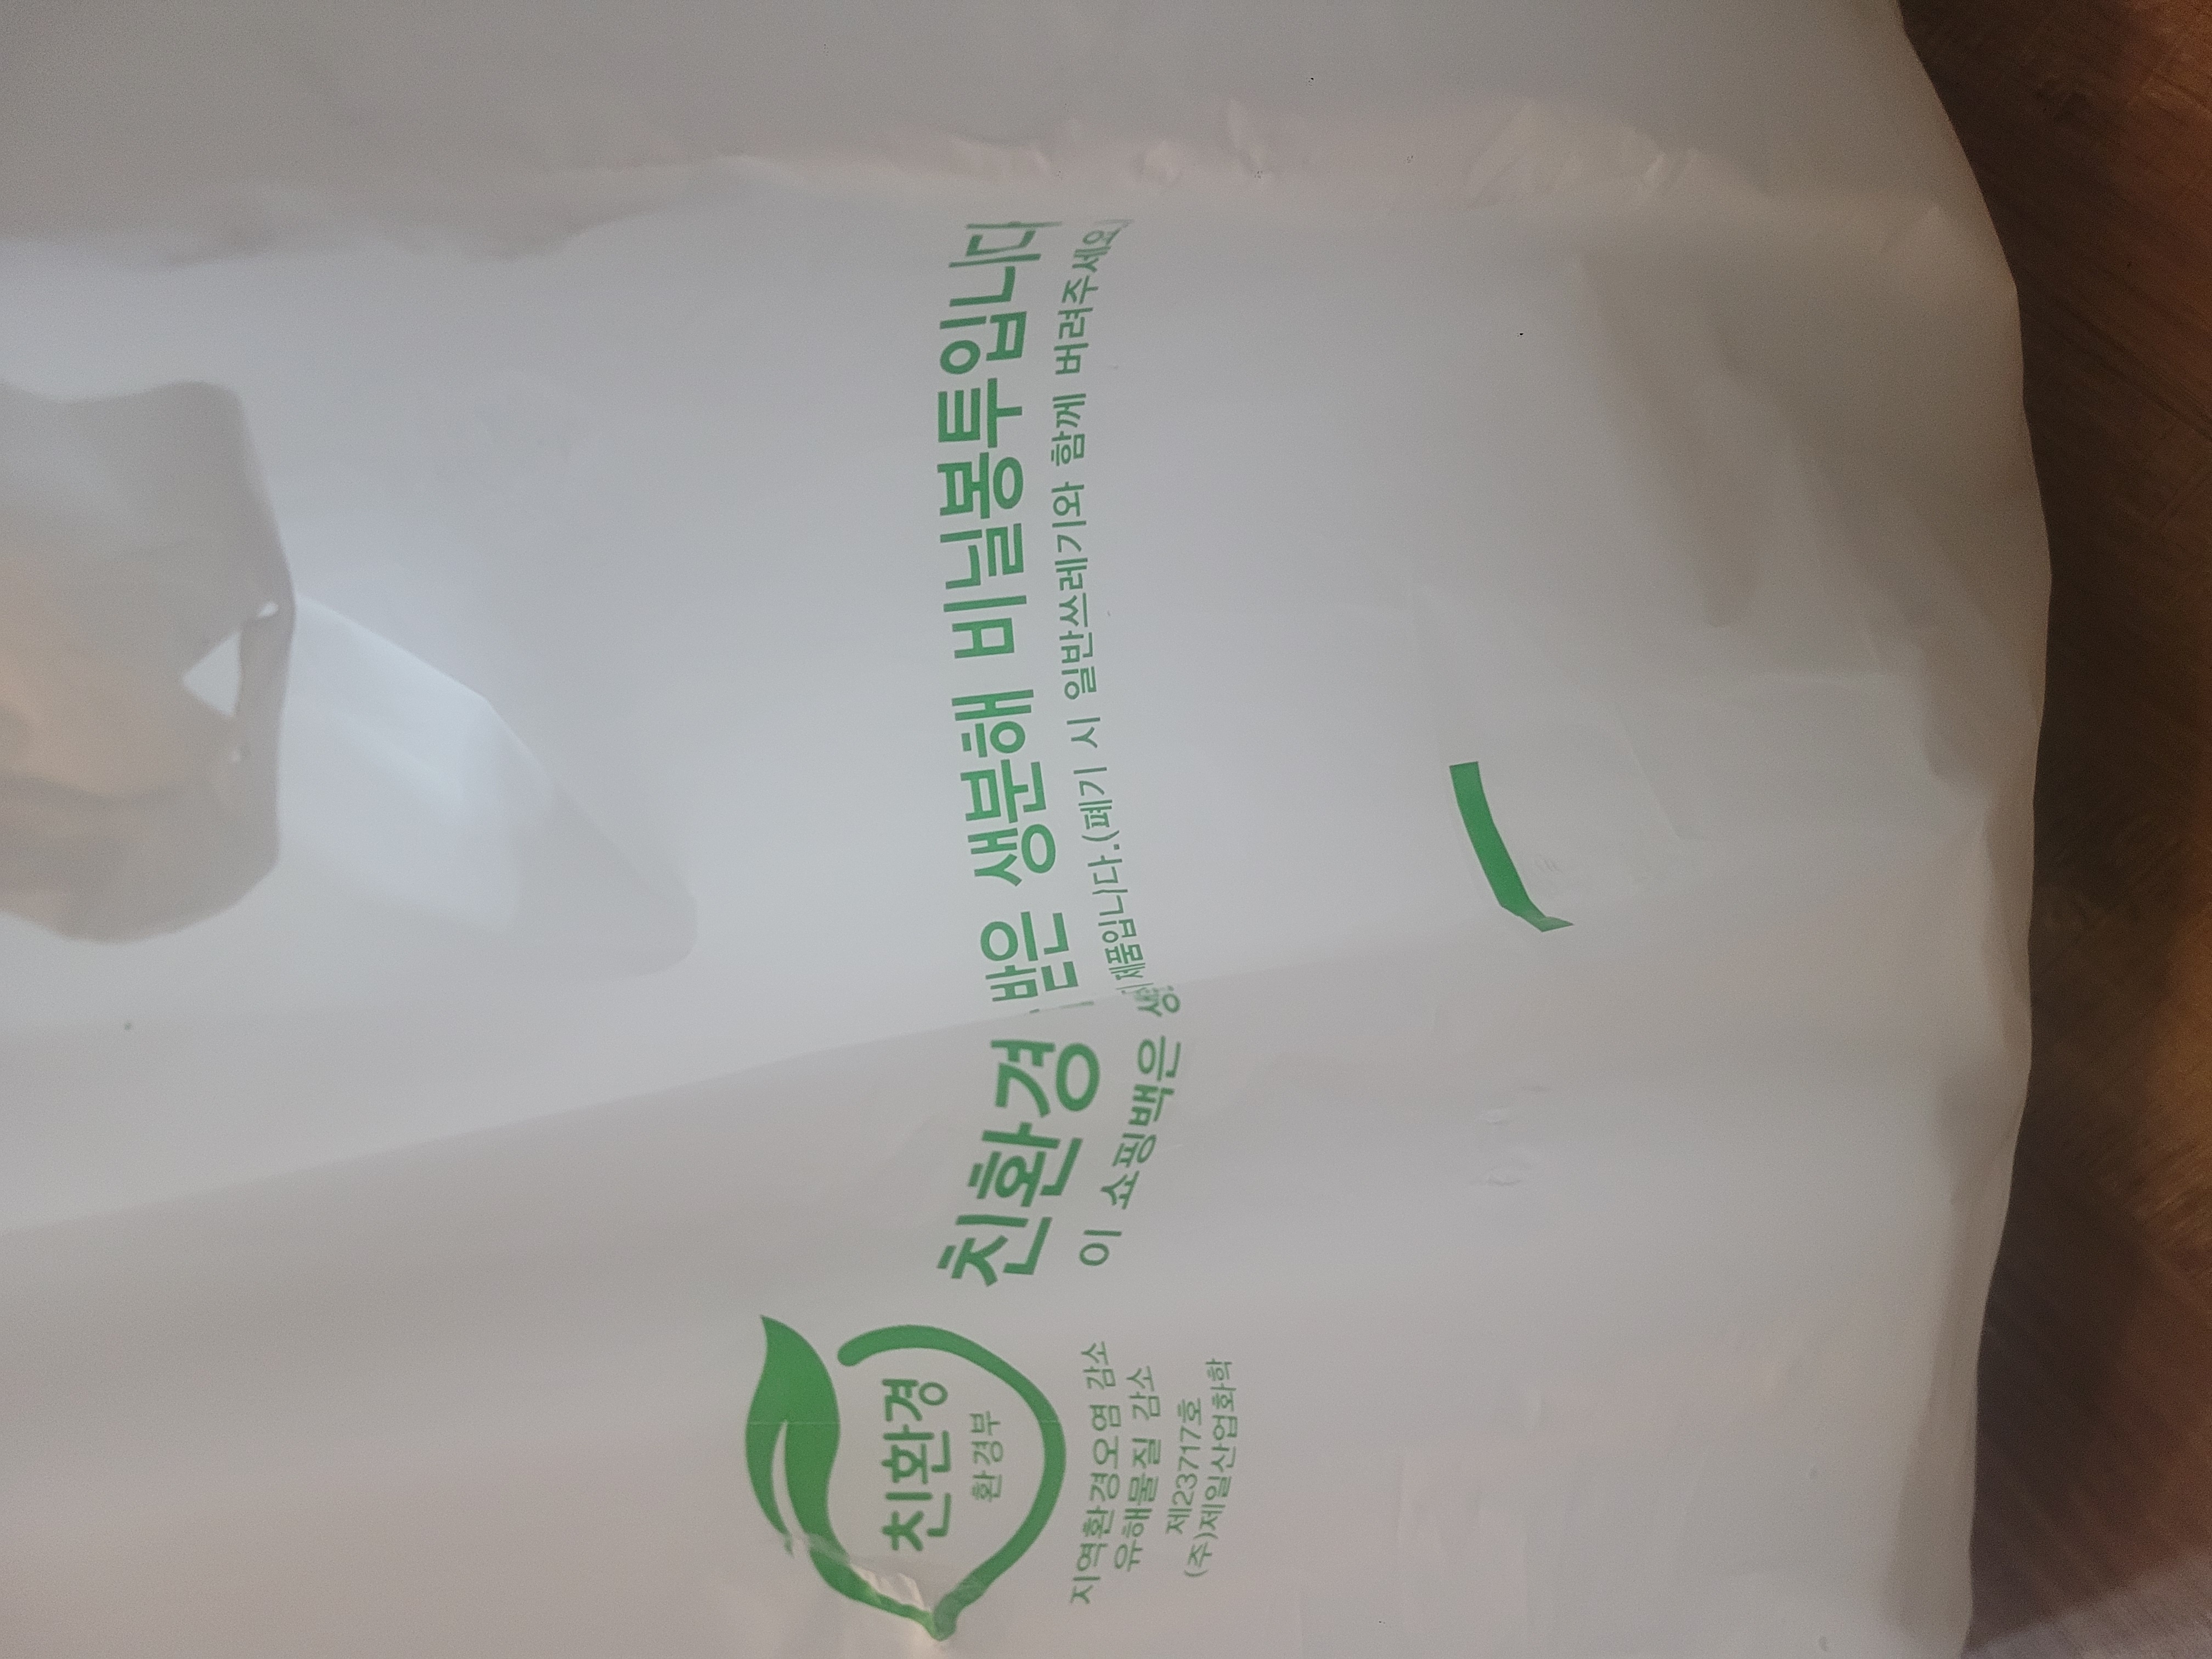 친환경
환경부
지역환경오염 감소
유해물질 감소
제23717호
(주)제일산업화학
친환경 받은 생분해 비닐봉투입니다
이 쇼핑백은 생 제품입니다.(폐기 시 일반쓰레기와 함께 버려주세요